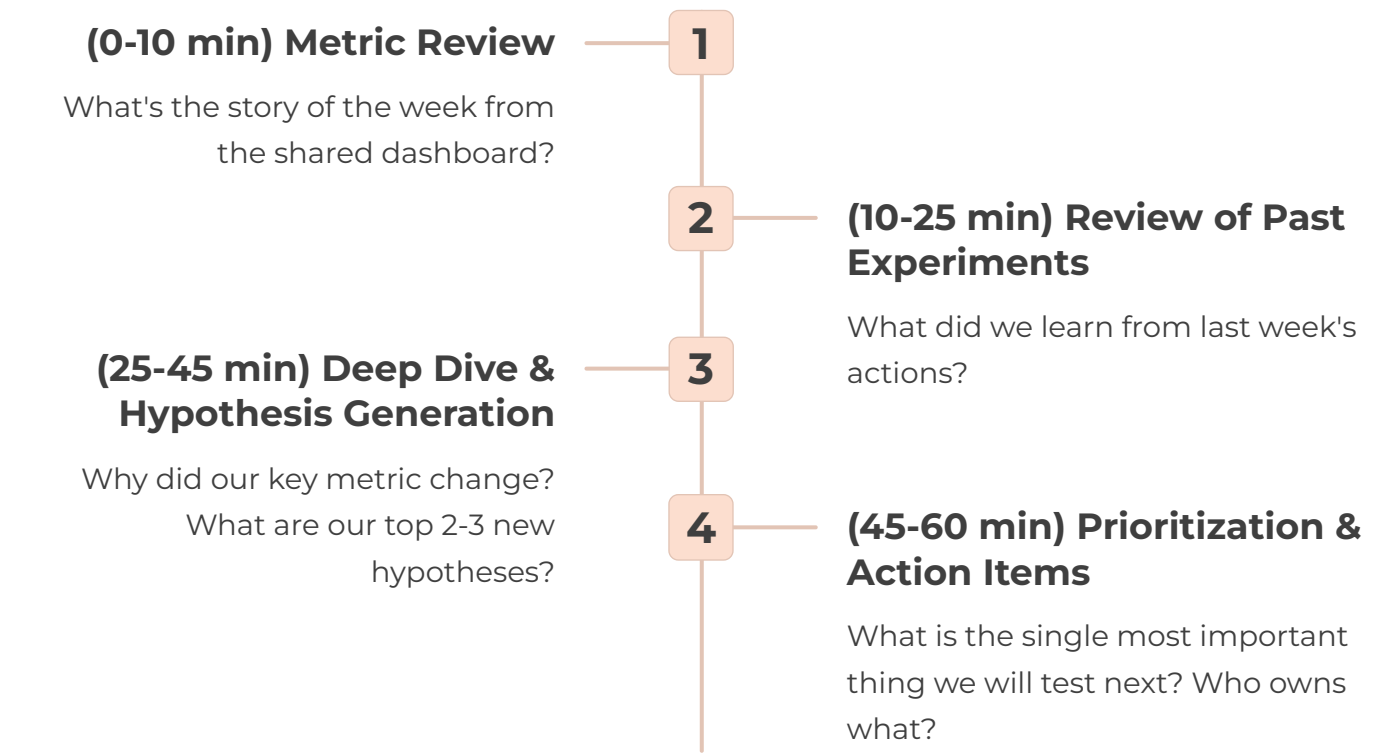 1
(0-10 min) Metric Review
What's the story of the week from
the shared dashboard?
2
(10-25 min) Review of Past
Experiments
What did we learn from last week's
actions?
3
(25-45 min) Deep Dive &
Hypothesis Generation
Why did our key metric change?
What are our top 2-3 new
hypotheses?
4
(45-60 min) Prioritization &
Action Items
What is the single most important
thing we will test next? Who owns
what?